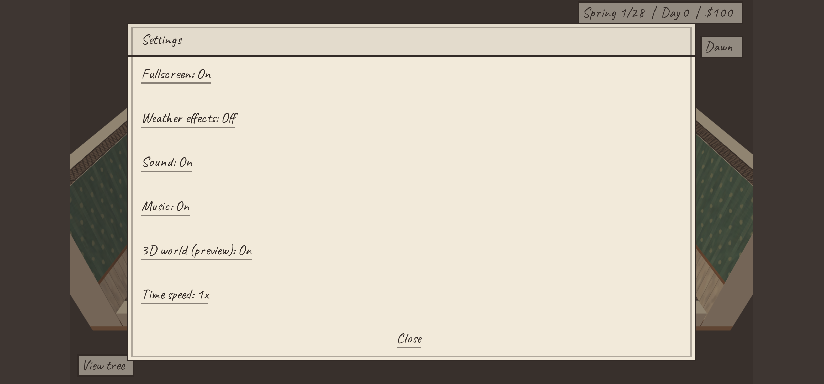 Spring 1/28 | Day 0 | $100
Dawn
Settings
Fullscreen: On
Weather effects: Off
Sound: On
Music: On
3D world (preview): On
Time speed: 1x
Close
View tree